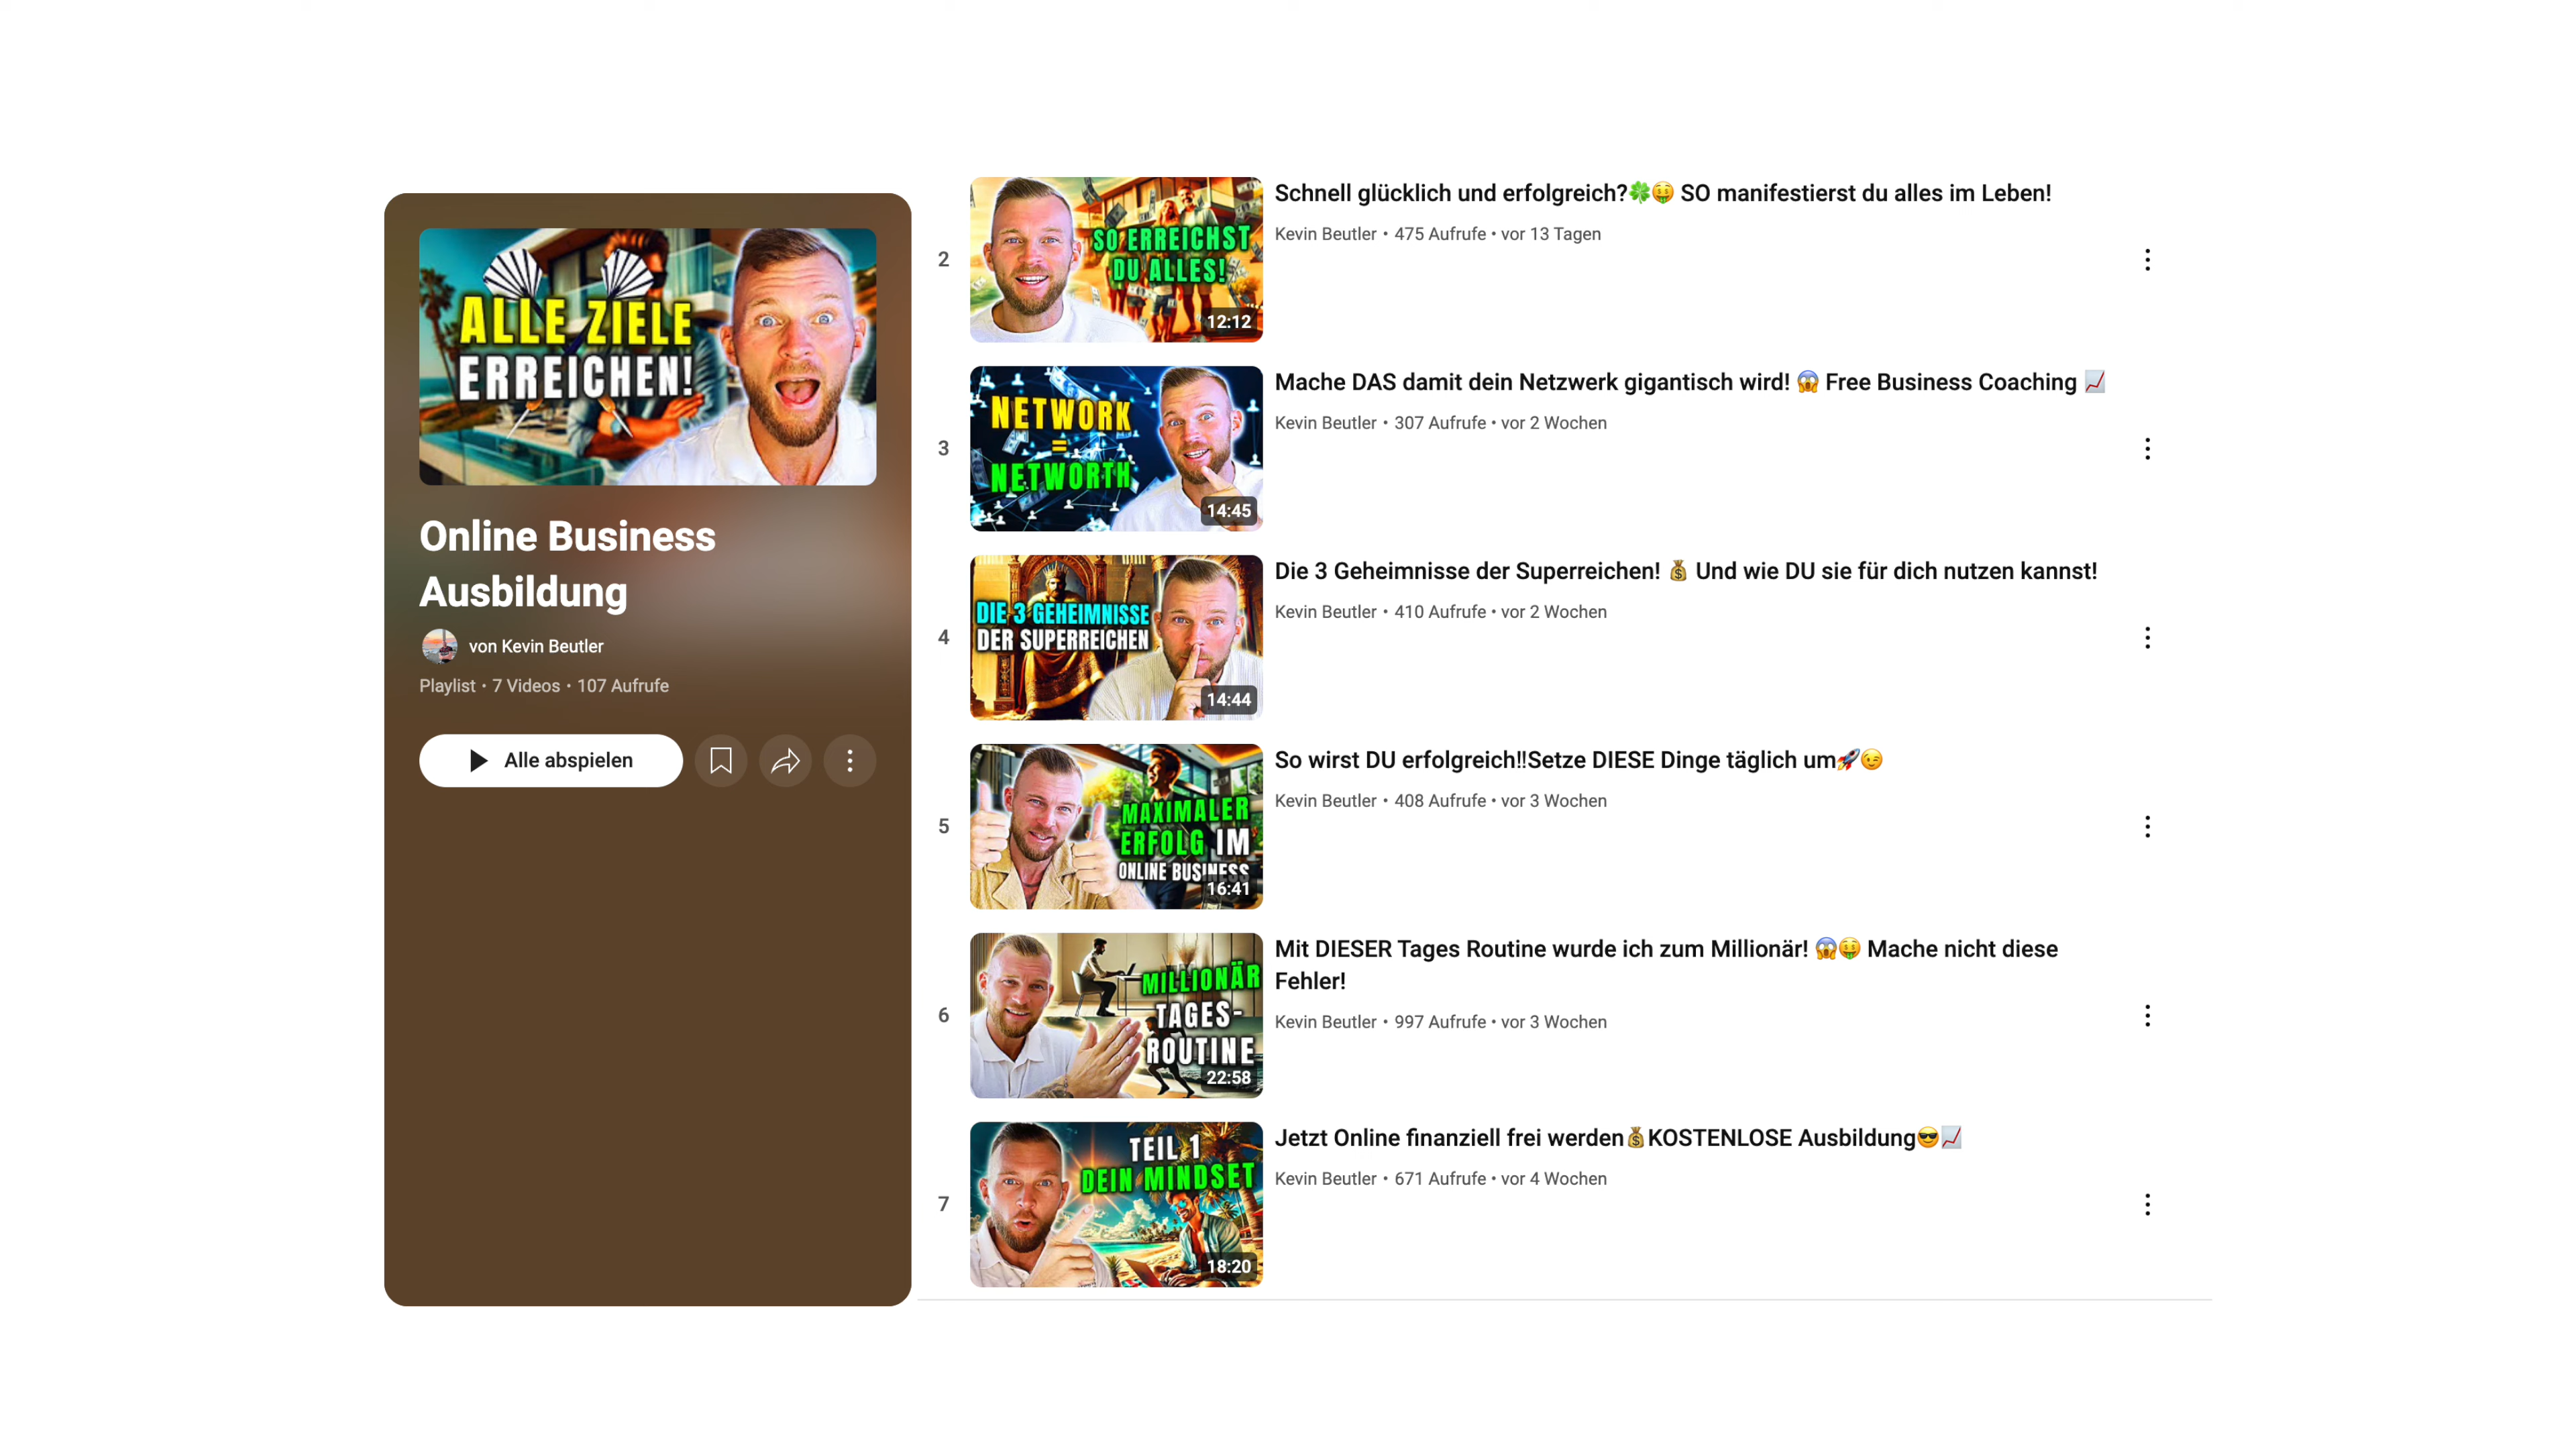 ALLE ZIELE
ERREICHEN!
Online Business
Ausbildung
von Kevin Beutler
Playlist • 7 Videos • 107 Aufrufe
Alle abspielen
2
SO ERREICHST
DU ALLES!
12:12
Schnell glücklich und erfolgreich?🍀🤑 SO manifestierst du alles im Leben!
Kevin Beutler • 475 Aufrufe • vor 13 Tagen
3
NETWORK
=
NETWORTH
14:45
Mache DAS damit dein Netzwerk gigantisch wird! 😱 Free Business Coaching 📈
Kevin Beutler • 307 Aufrufe • vor 2 Wochen
4
DIE 3 GEHEIMNISSE
DER SUPERREICHEN
14:44
Die 3 Geheimnisse der Superreichen! 💰 Und wie DU sie für dich nutzen kannst!
Kevin Beutler • 410 Aufrufe • vor 2 Wochen
5
MAXIMALER
ERFOLG IM
ONLINE BUSINESS
16:41
So wirst DU erfolgreich‼Setze DIESE Dinge täglich um🚀😉
Kevin Beutler • 408 Aufrufe • vor 3 Wochen
6
MILLIONÄR
TAGES-
ROUTINE
22:58
Mit DIESER Tages Routine wurde ich zum Millionär! 😱🤑 Mache nicht diese
Fehler!
Kevin Beutler • 997 Aufrufe • vor 3 Wochen
7
TEIL 1
DEIN MINDSET
18:20
Jetzt Online finanziell frei werden💰KOSTENLOSE Ausbildung😎📈
Kevin Beutler • 671 Aufrufe • vor 4 Wochen